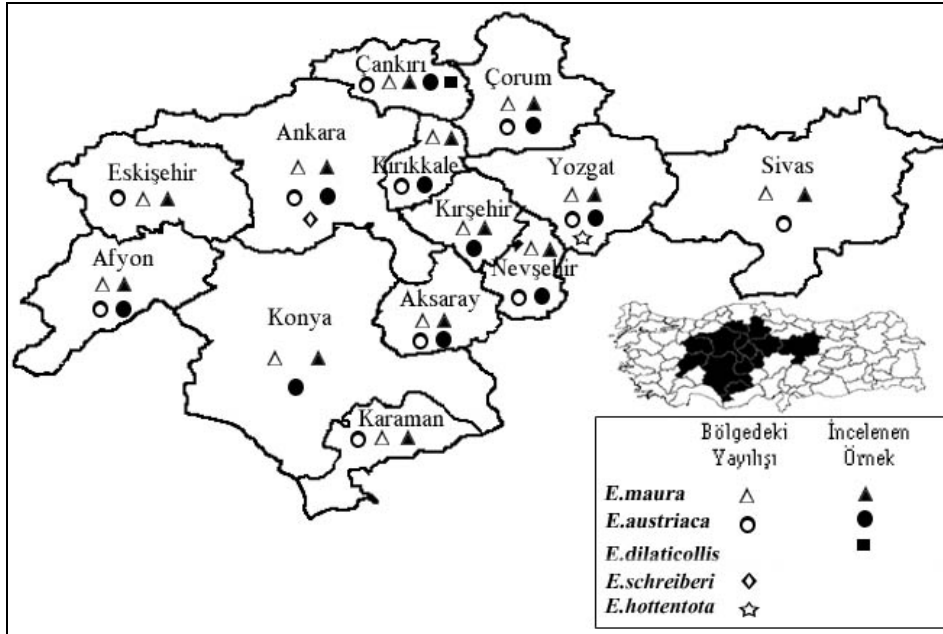 Çankırı
Çorum
Ankara
Kırıkkale
Yozgat
Sivas
Eskişehir
Kırşehir
Afyon
Nevşehir
Aksaray
Konya
Karaman
Bölgedeki Yayılışı
İncelenen Örnek
E.maura
E.austriaca
E.dilaticollis
E.schreiberi
E.hottentota